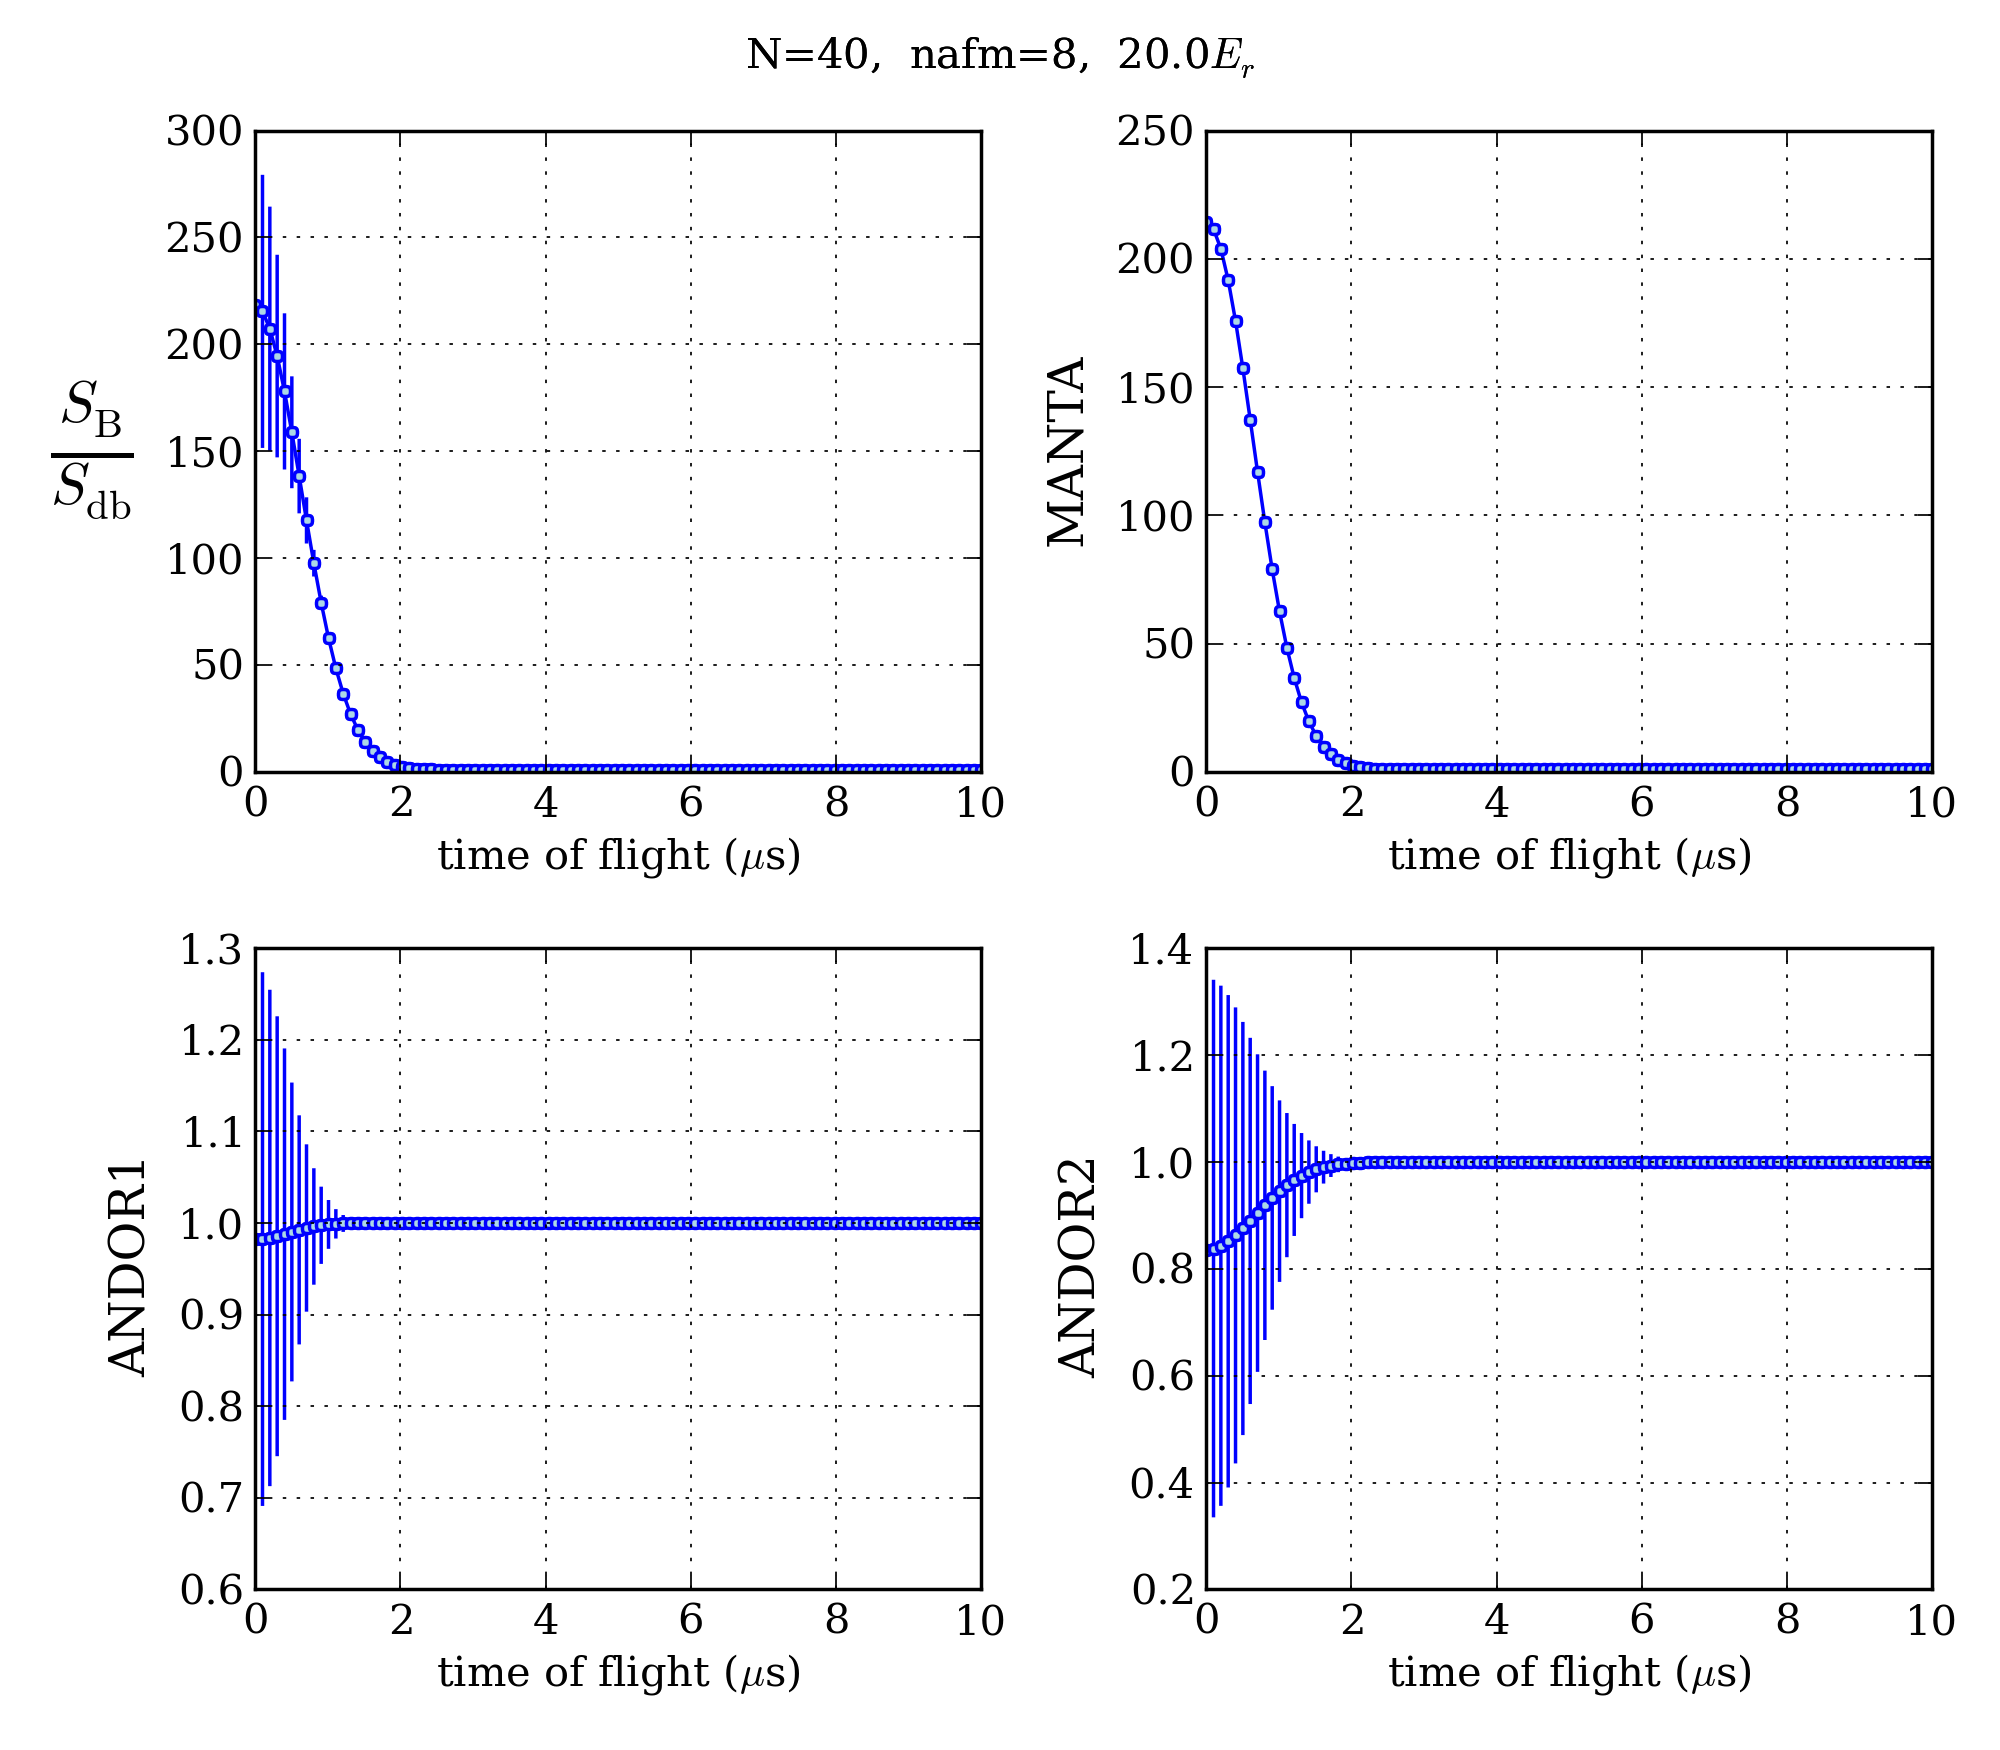 N=40, nafm=8, 20.0E_r
300
250
200
150
100
50
0
S_B
S_db
0 2 4 6 8 10
time of flight (μs)
250
200
150
100
50
0
MANTA
0 2 4 6 8 10
time of flight (μs)
1.3
1.2
1.1
1.0
0.9
0.8
0.7
0.6
ANDOR1
0 2 4 6 8 10
time of flight (μs)
1.4
1.2
1.0
0.8
0.6
0.4
0.2
ANDOR2
0 2 4 6 8 10
time of flight (μs)